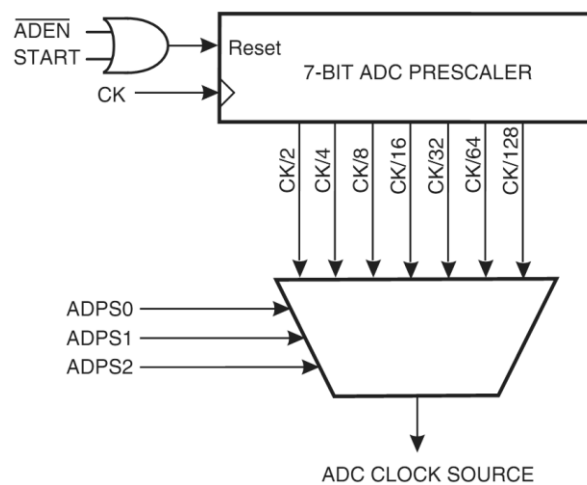 ADEN
START
Reset
7-BIT ADC PRESCALER
CK
CK/2
CK/4
CK/8
CK/16
CK/32
CK/64
CK/128
ADPS0
ADPS1
ADPS2
ADC CLOCK SOURCE